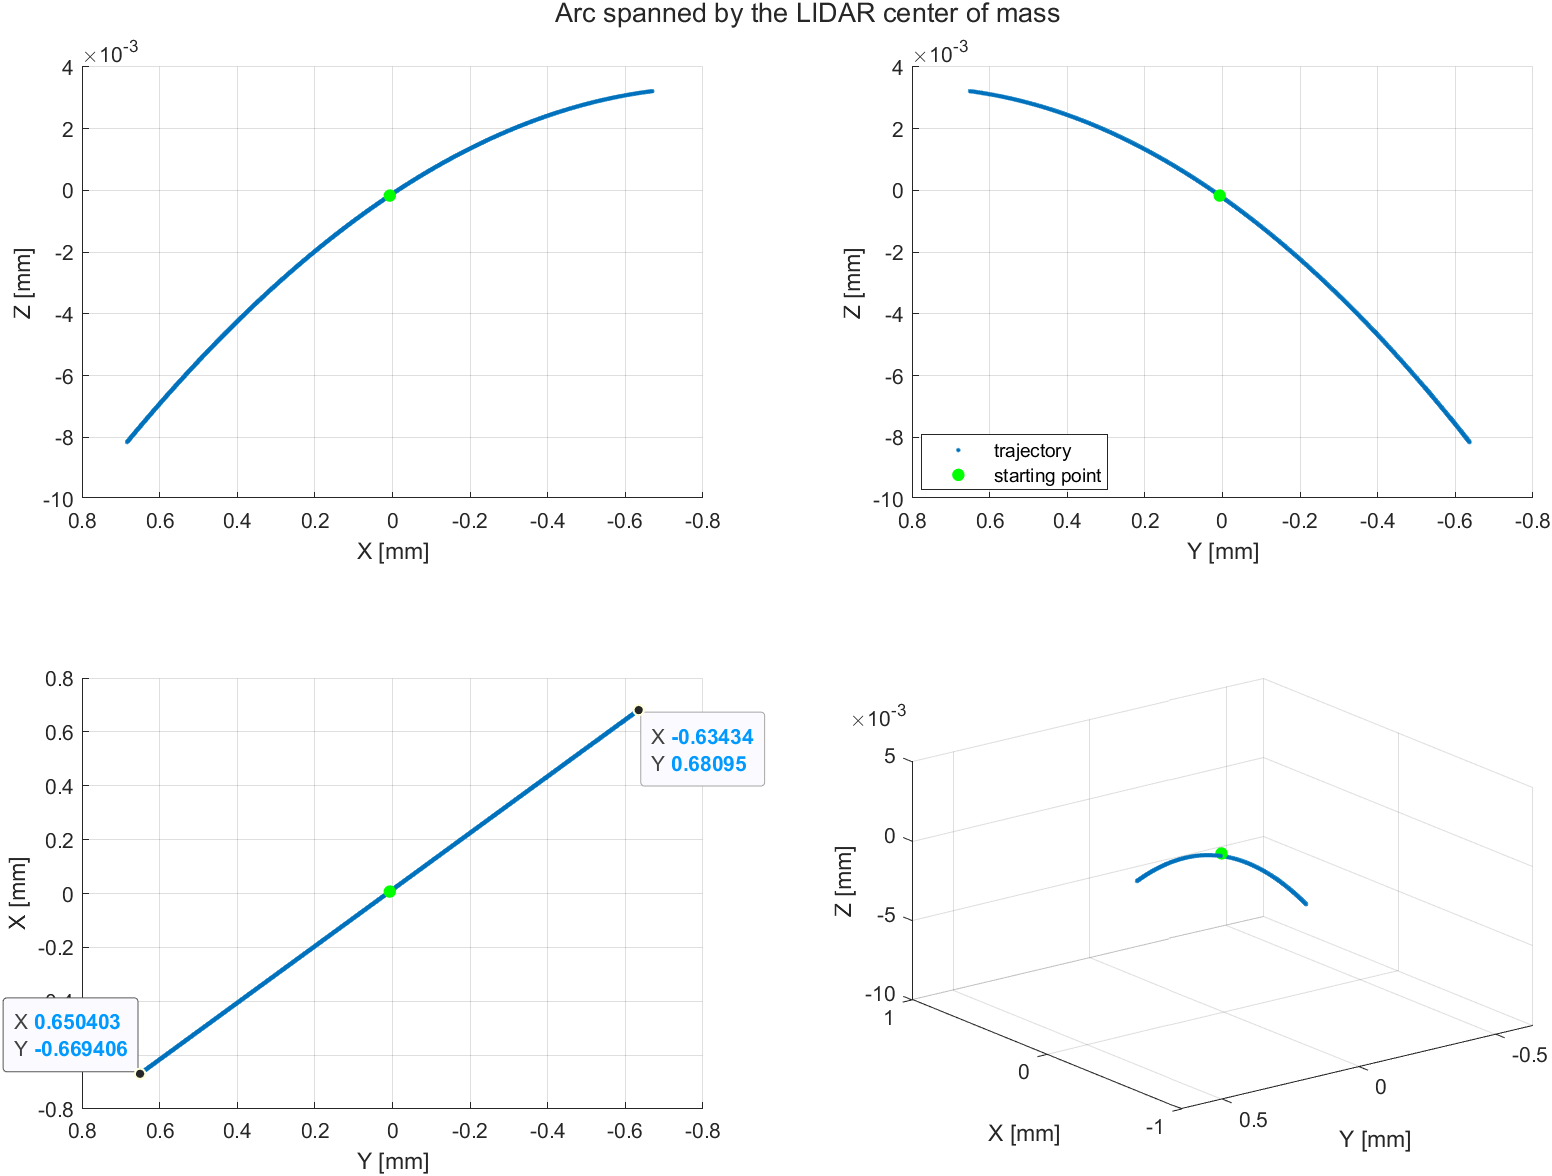 Arc spanned by the LIDAR center of mass
×10-3
4
2
0
-2
-4
-6
-8
-10
Z [mm]
0.8 0.6 0.4 0.2 0 -0.2 -0.4 -0.6 -0.8
X [mm]
×10-3
4
2
0
-2
-4
-6
-8
-10
Z [mm]
trajectory
starting point
0.8 0.6 0.4 0.2 0 -0.2 -0.4 -0.6 -0.8
Y [mm]
0.8
0.6
0.4
0.2
0
-0.2
-0.8
X [mm]
X -0.63434
Y 0.68095
X 0.650403
Y -0.669406
0.8 0.6 0.4 0.2 0 -0.2 -0.4 -0.6 -0.8
Y [mm]
×10-3
5
0
-5
-10
Z [mm]
1
0
-1
X [mm]
0.5
0
-0.5
Y [mm]